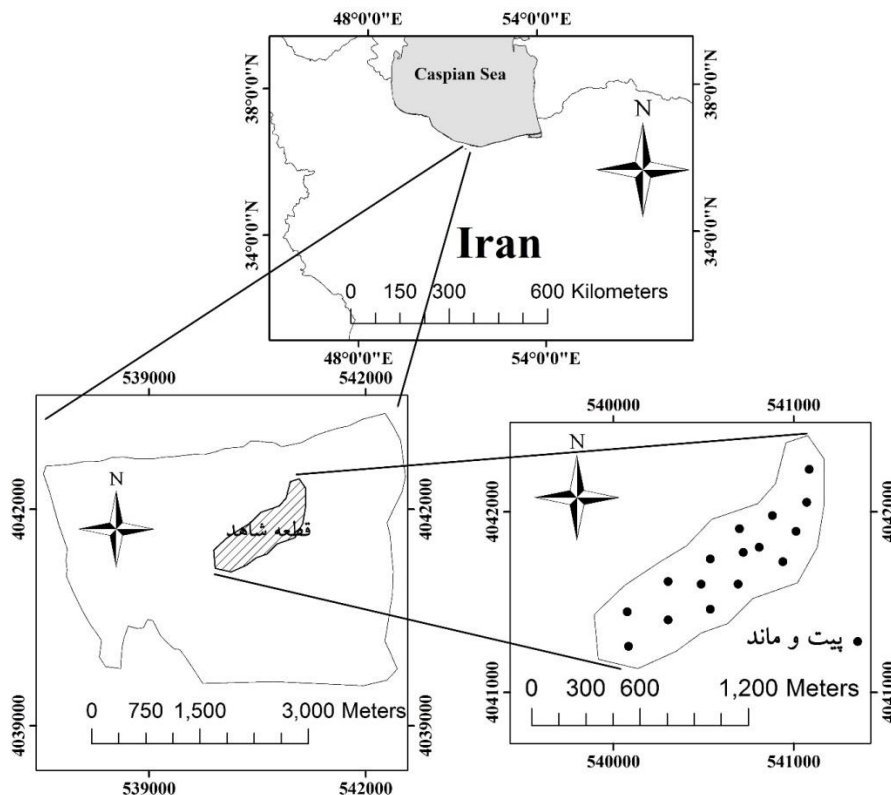 48°0'0"E 54°0'0"E
Caspian Sea
38°0'0"N 38°0'0"N
N
34°0'0"N 34°0'0"N
Iran
0 150 300 600 Kilometers
48°0'0"E 54°0'0"E
539000 542000
N
4042000 4042000
قطعه شاهد
0 750 1,500 3,000 Meters
4039000 4039000
539000 542000
540000 541000
N
4042000 4042000
پیت و ماند
0 300 600 1,200 Meters
4041000 4041000
540000 541000